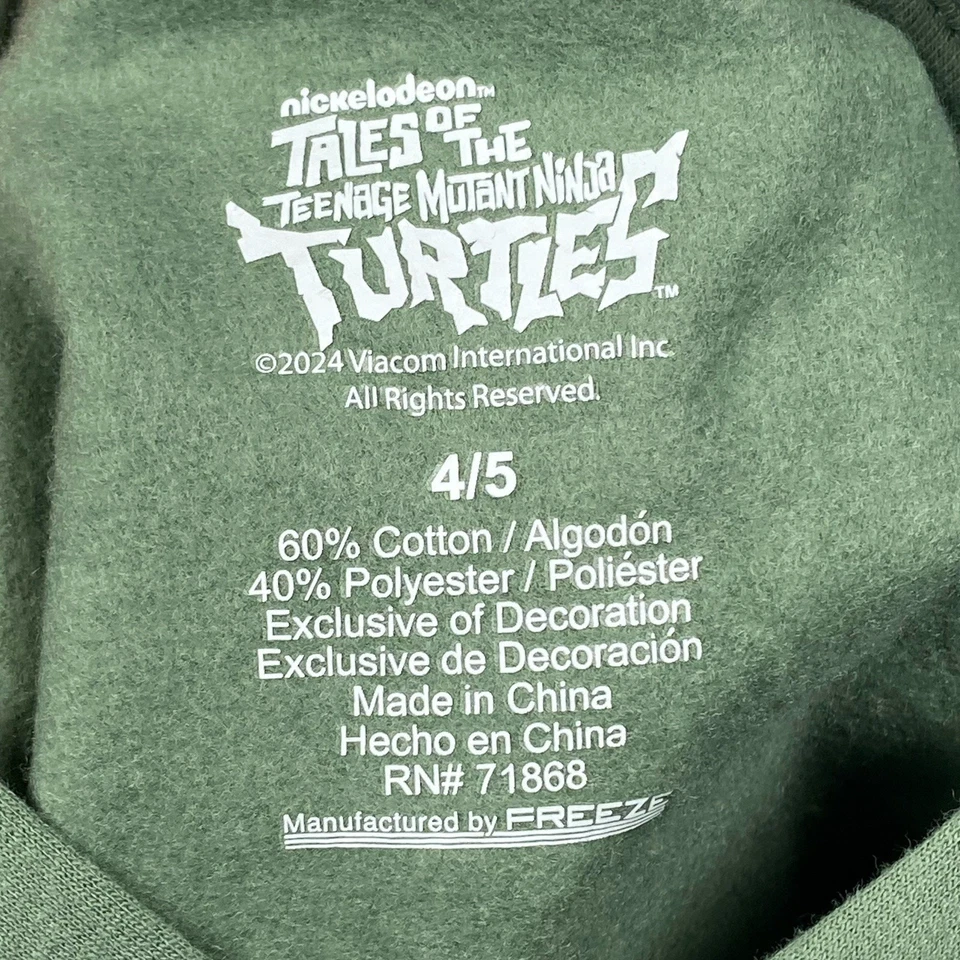 nickelodeon™
TALES OF THE
TEENAGE MUTANT NINJA
TURTLES™
©2024 Viacom International Inc.
All Rights Reserved.
4/5
60% Cotton / Algodón
40% Polyester / Poliéster
Exclusive of Decoration
Exclusive de Decoración
Made in China
Hecho en China
RN# 71868
Manufactured by FREEZE